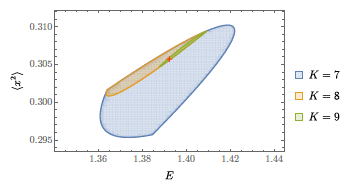 0.310
0.305
0.300
0.295
⟨x²⟩
1.36
1.38
1.40
1.42
1.44
E
K = 7
K = 8
K = 9